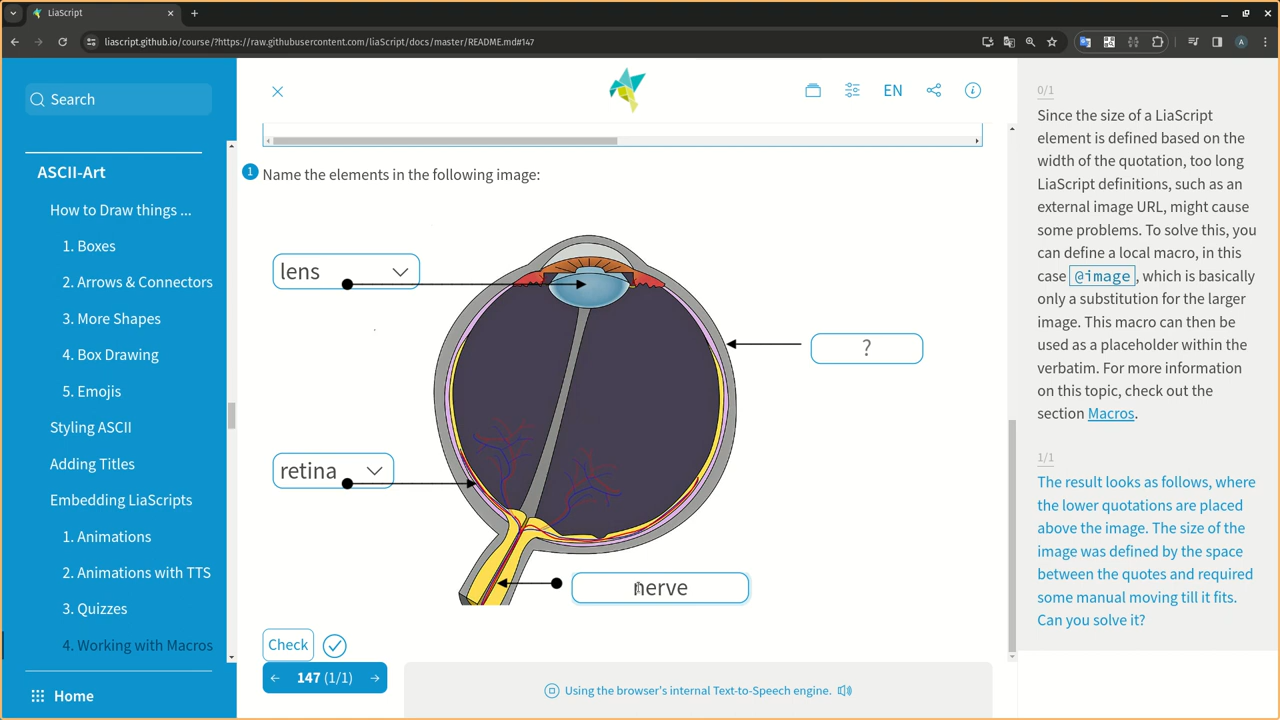 LiaScript
liascript.github.io/course/?https://raw.githubusercontent.com/liaScript/docs/master/README.md#147
A
Search
ASCII-Art
How to Draw things ...
1. Boxes
2. Arrows & Connectors
3. More Shapes
4. Box Drawing
5. Emojis
Styling ASCII
Adding Titles
Embedding LiaScripts
1. Animations
2. Animations with TTS
3. Quizzes
4. Working with Macros
Home
EN
1 Name the elements in the following image:
lens
?
retina
nerve
Check
147 (1/1)
Using the browser's internal Text-to-Speech engine.
0/1
Since the size of a LiaScript
element is defined based on the
width of the quotation, too long
LiaScript definitions, such as an
external image URL, might cause
some problems. To solve this, you
can define a local macro, in this
case @image, which is basically
only a substitution for the larger
image. This macro can then be
used as a placeholder within the
verbatim. For more information
on this topic, check out the
section Macros.
1/1
The result looks as follows, where
the lower quotations are placed
above the image. The size of the
image was defined by the space
between the quotes and required
some manual moving till it fits.
Can you solve it?